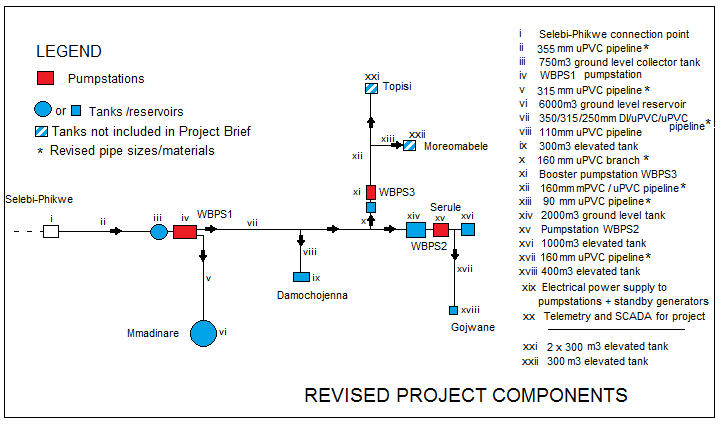 LEGEND
Pumpstations
or Tanks /reservoirs
Tanks not included in Project Brief
* Revised pipe sizes/materials
xxi
Topisi
xiii
xxii
Moreomabele
xii
xi
WBPS3
x
Selebi-Phikwe
i
ii
iii
iv
WBPS1
vii
v
Mmadinare
vi
viii
ix
Damochojenna
Serule
xiv
xv
xvi
WBPS2
xvii
xviii
Gojwane
i Selebi-Phikwe connection point
ii 355 mm uPVC pipeline *
iii 750m3 ground level collector tank
iv WBPS1 pumpstation
v 315 mm uPVC pipeline *
vi 6000m3 ground level reservoir
vii 350/315/250mm DI/uPVC/uPVC pipeline *
viii 110mm uPVC pipeline
ix 300m3 elevated tank
x 160 mm uPVC branch *
xi Booster pumpstation WBPS3
xii 160mm mPVC / uPVC pipeline *
xiii 90 mm uPVC pipeline *
xiv 2000m3 ground level tank
xv Pumpstation WBPS2
xvi 1000m3 elevated tank
xvii 160 mm uPVC pipeline *
xviii 400m3 elevated tank
xix Electrical power supply to
pumpstations + standby generators
xx Telemetry and SCADA for project
xxi 2 x 300 m3 elevated tank
xxii 300 m3 elevated tank
REVISED PROJECT COMPONENTS